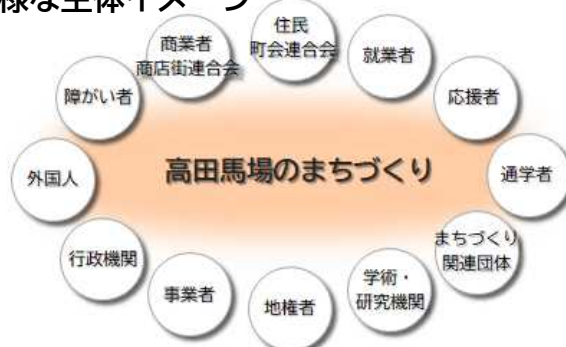 様な主体イメージ
住民
町会連合会
商業者
商店街連合会
就業者
障がい者
応援者
高田馬場のまちづくり
外国人
通学者
まちづくり
関連団体
行政機関
学術・
研究機関
事業者
地権者